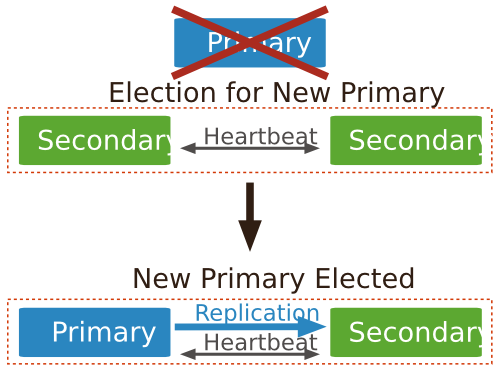 Primary
Election for New Primary
Secondary Heartbeat Secondary
New Primary Elected
Replication
Primary Secondary
Heartbeat